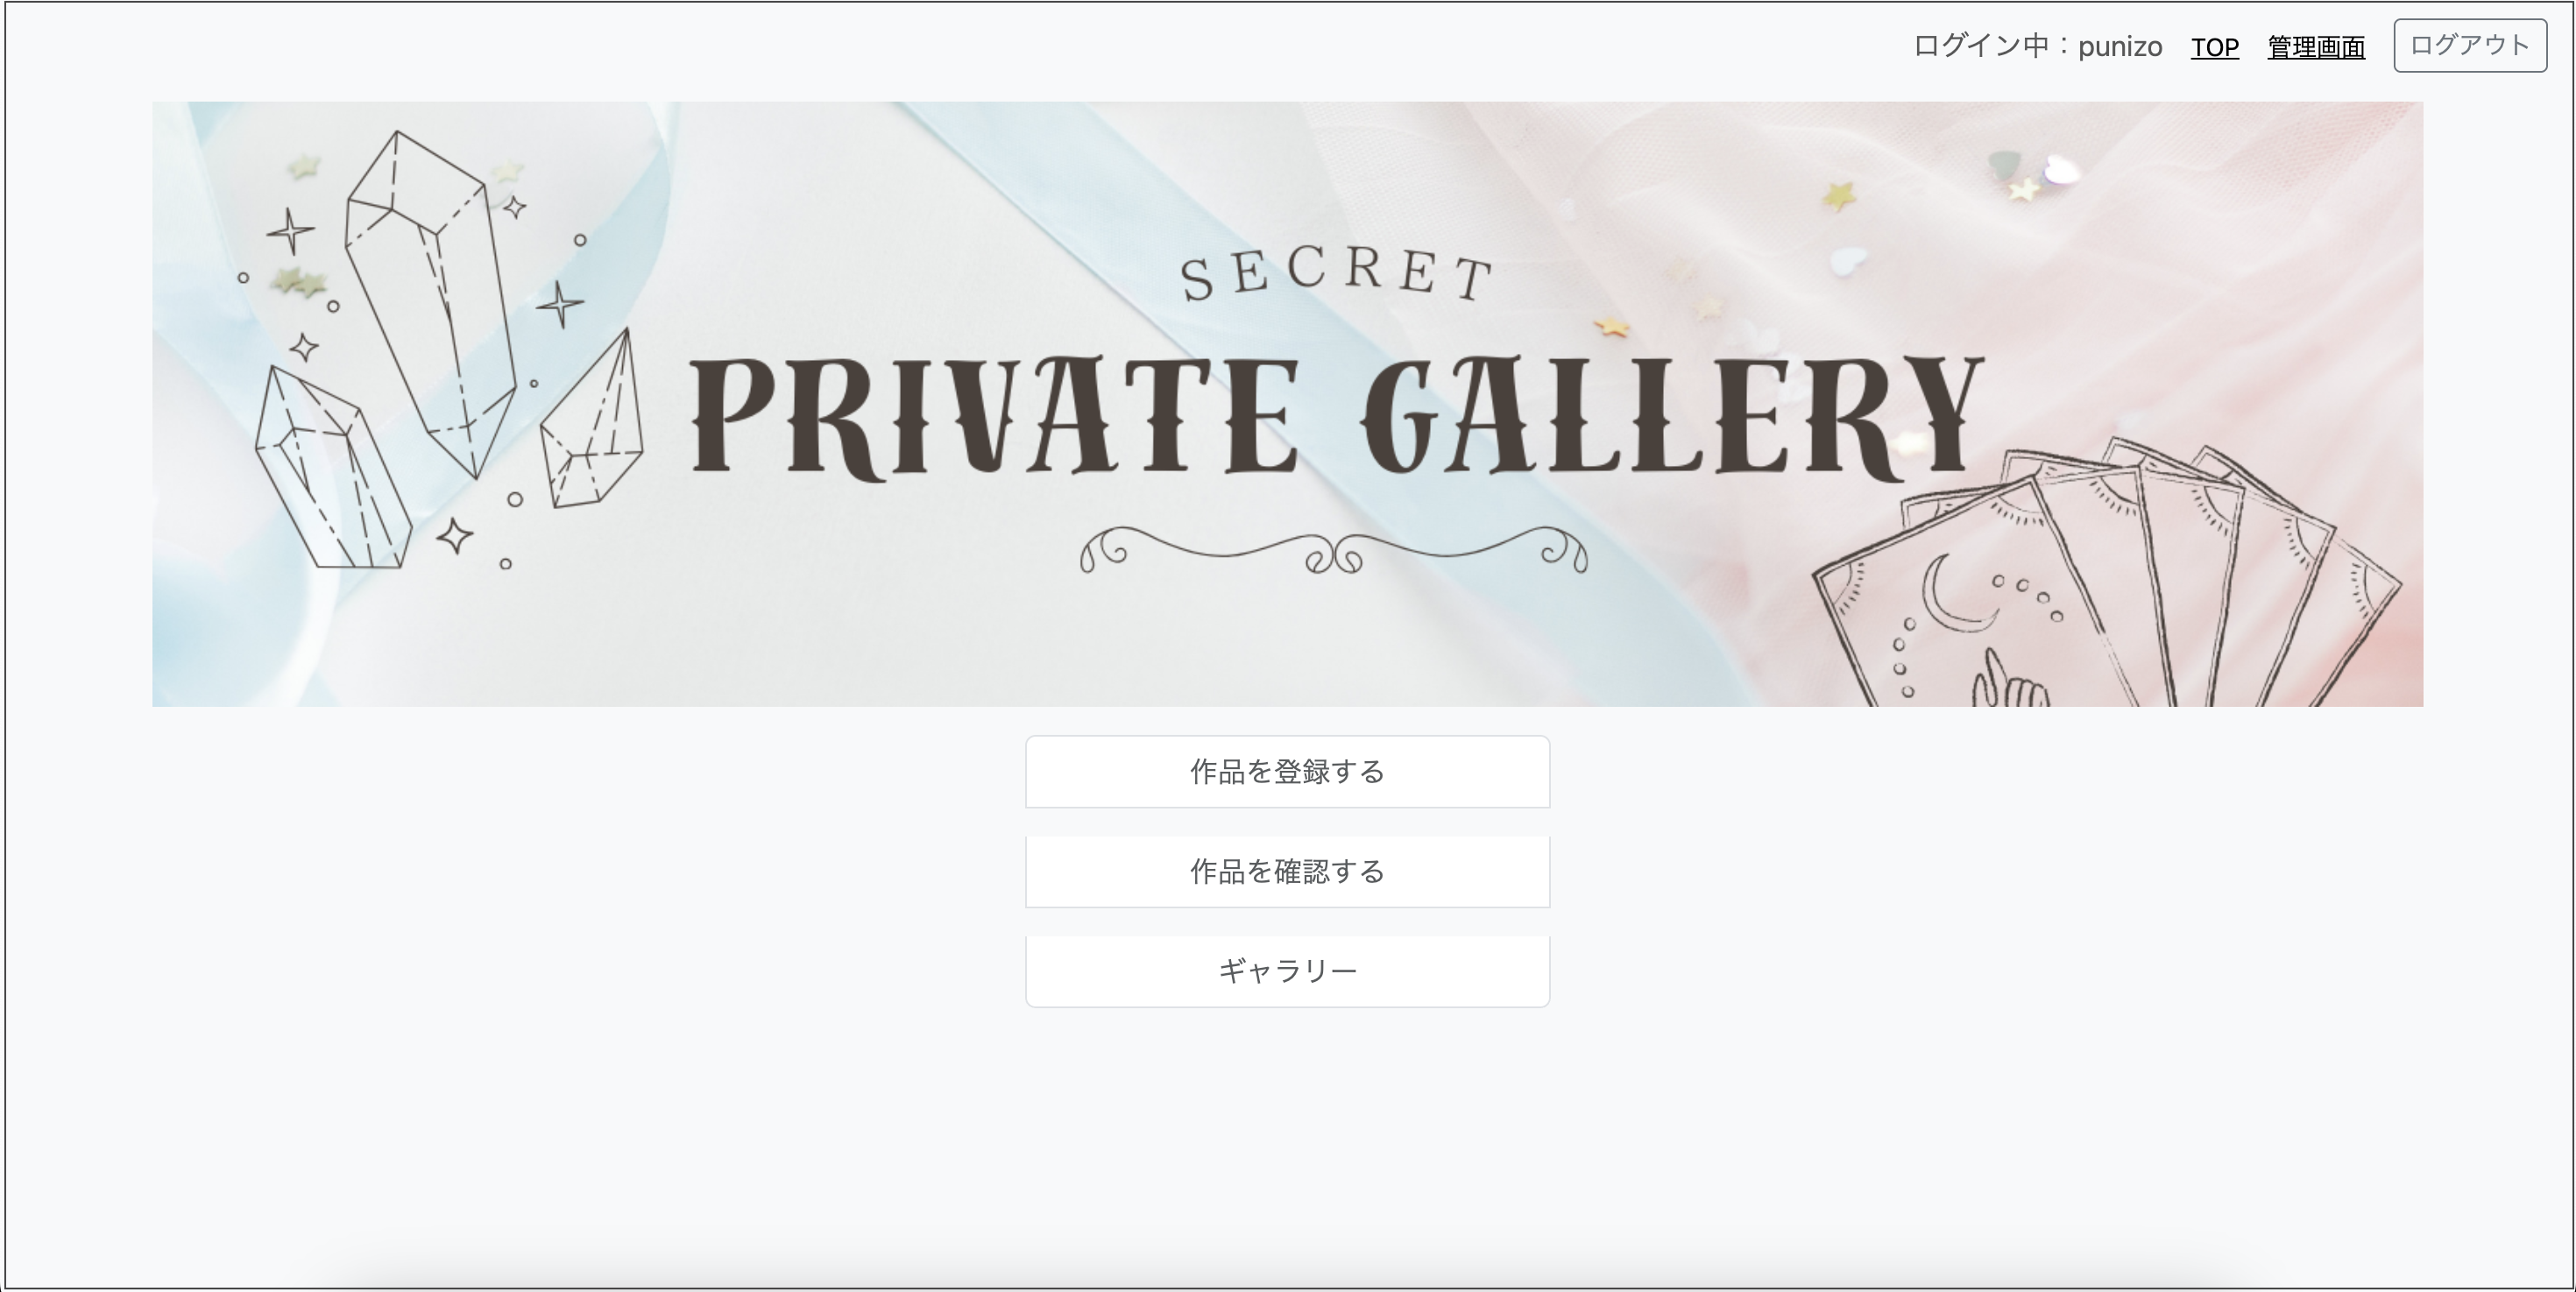 ログイン中：punizo TOP 管理画面 ログアウト
SECRET
PRIVATE GALLERY
作品を登録する
作品を確認する
ギャラリー